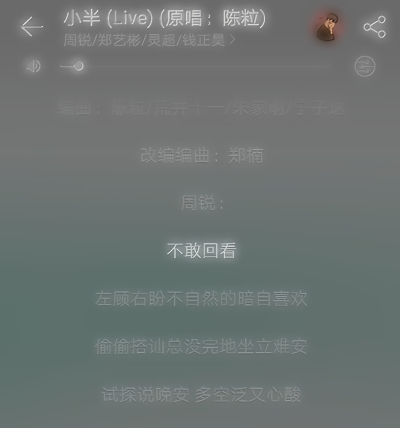 小半 (Live) (原唱：陈粒)
周锐/郑艺彬/灵超/钱正昊
改编编曲：郑楠
周锐：
不敢回看
左顾右盼不自然的暗自喜欢
偷偷搭讪总没完地坐立难安
试探说晚安 多空泛又心酸